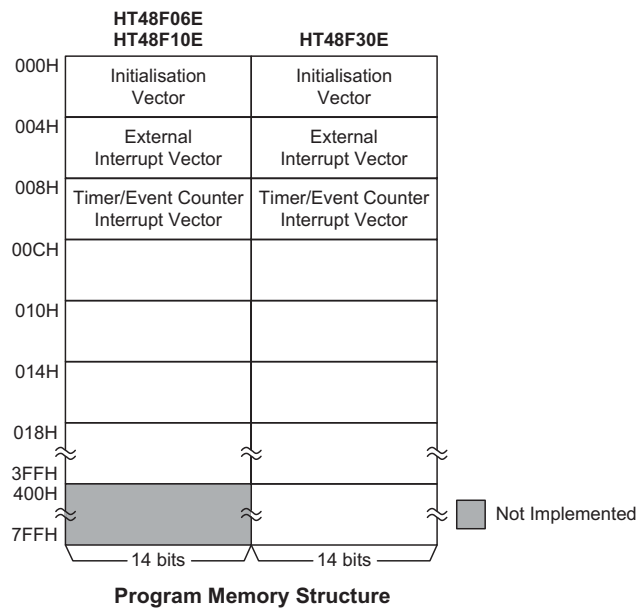 HT48F06E
HT48F10E
HT48F30E
000H
Initialisation
Vector
Initialisation
Vector
004H
External
Interrupt Vector
External
Interrupt Vector
008H
Timer/Event Counter
Interrupt Vector
Timer/Event Counter
Interrupt Vector
00CH
010H
014H
018H
3FFH
400H
Not Implemented
7FFH
14 bits
14 bits
Program Memory Structure